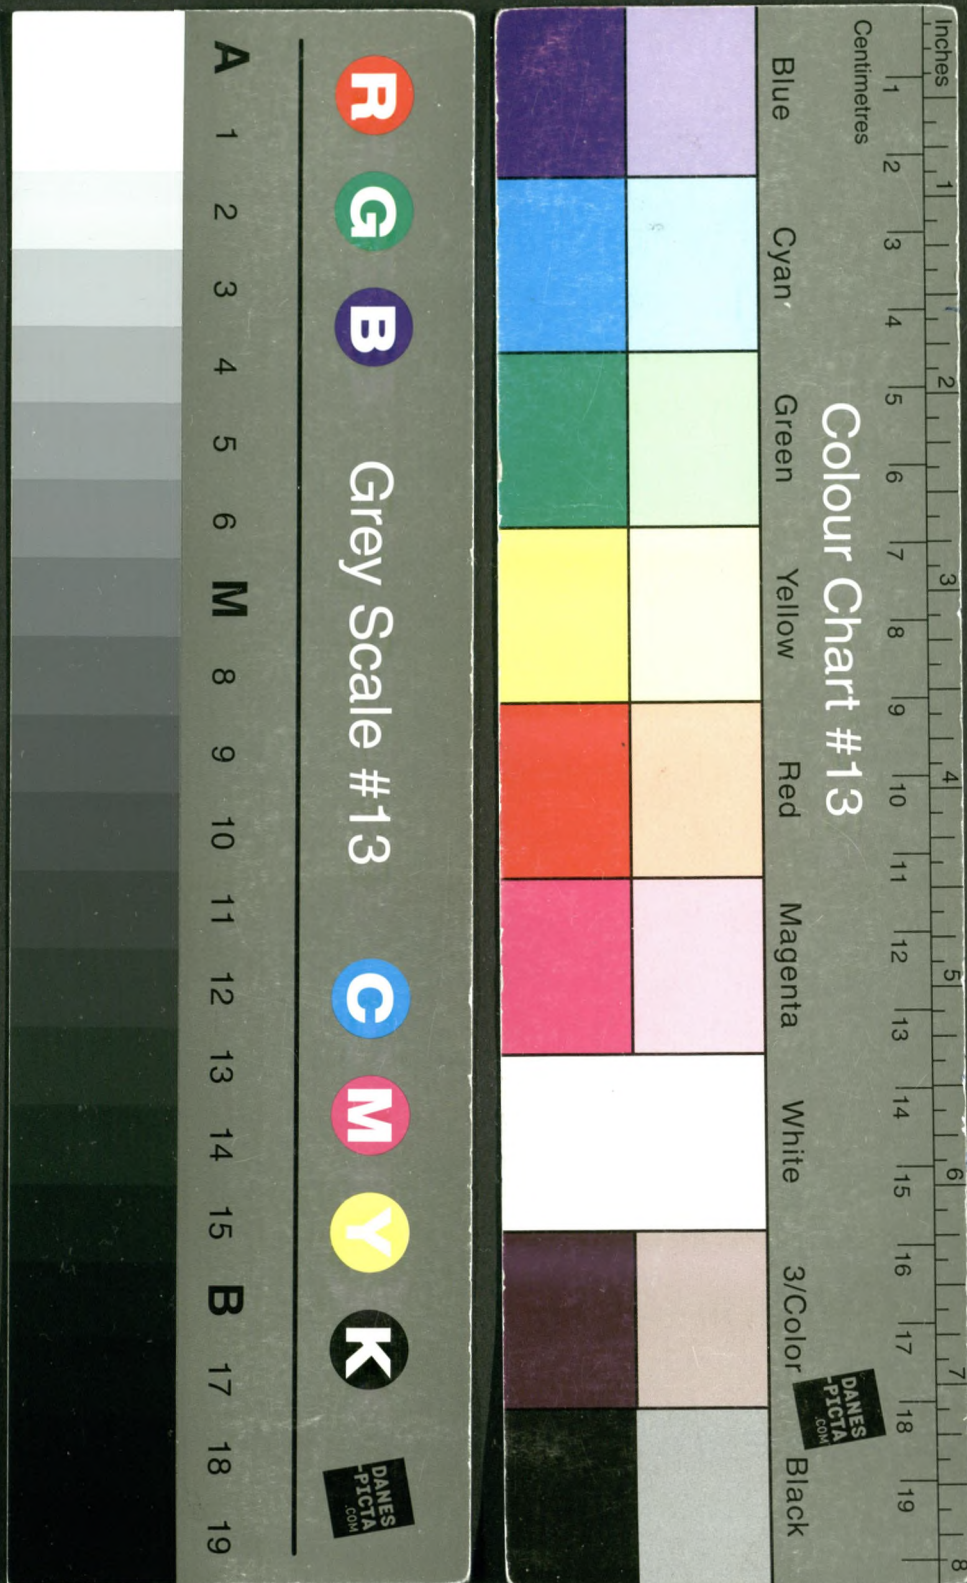 A 1 2 3 4 5 6 M 8 9 10 11 12 13 14 15 B 17 18 19
R G B Grey Scale #13 C M Y K
DANES
-PICTA
.COM
Inches 1 2 3 4 5 6 7 8
Centimetres 1 2 3 4 5 6 7 8 9 10 11 12 13 14 15 16 17 18 19
Colour Chart #13
Blue Cyan Green Yellow Red Magenta White 3/Color Black
DANES
-PICTA
.COM